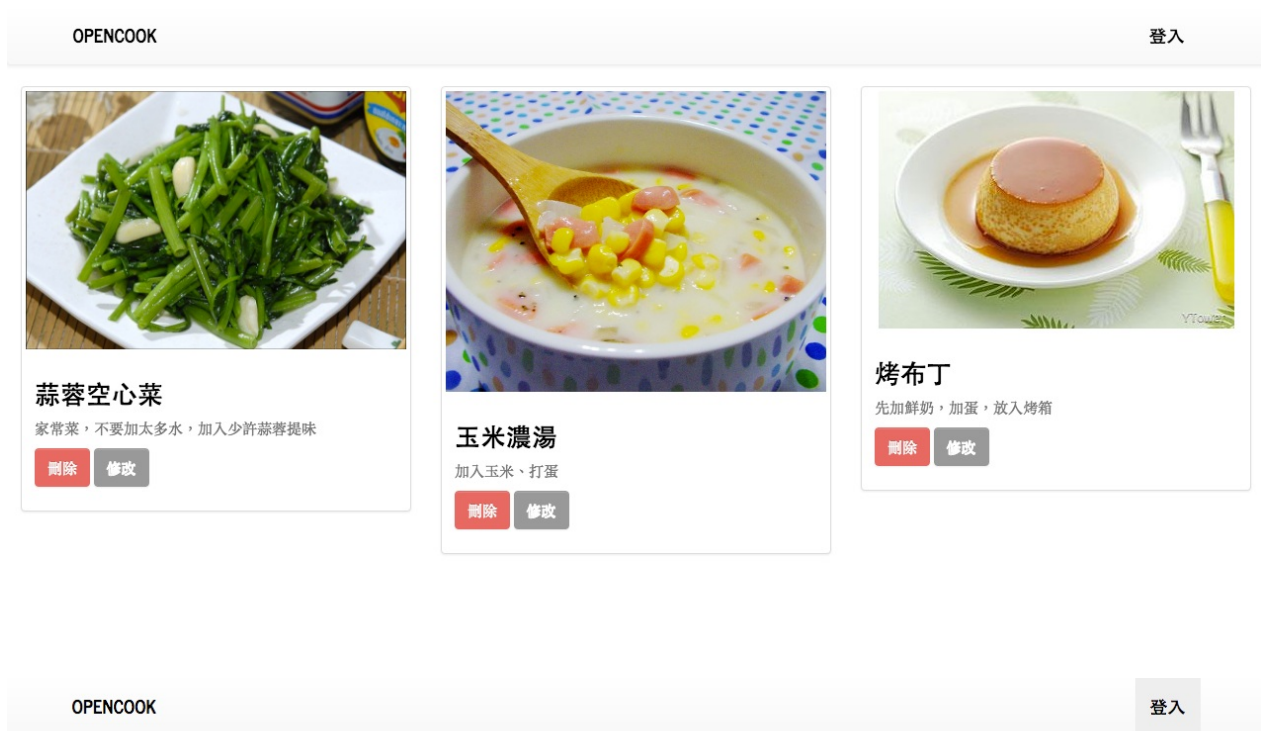 OPENCOOK
登入
蒜蓉空心菜
家常菜，不要加太多水，加入少許蒜蓉提味
刪除 修改
玉米濃湯
加入玉米、打蛋
刪除 修改
YTower
烤布丁
先加鮮奶，加蛋，放入烤箱
刪除 修改
OPENCOOK
登入